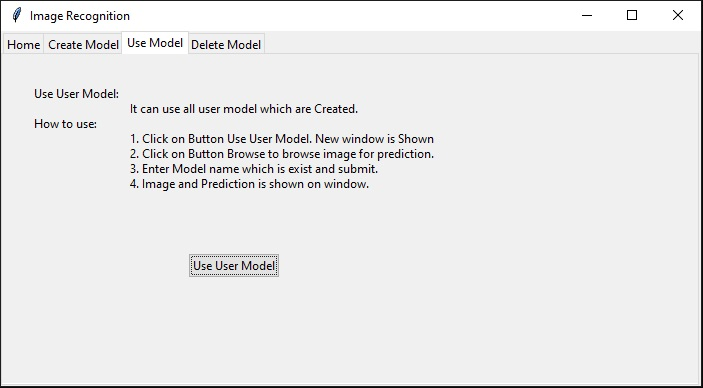 Image Recognition
Home Create Model Use Model Delete Model
Use User Model:
It can use all user model which are Created.
How to use:
1. Click on Button Use User Model. New window is Shown
2. Click on Button Browse to browse image for prediction.
3. Enter Model name which is exist and submit.
4. Image and Prediction is shown on window.
Use User Model